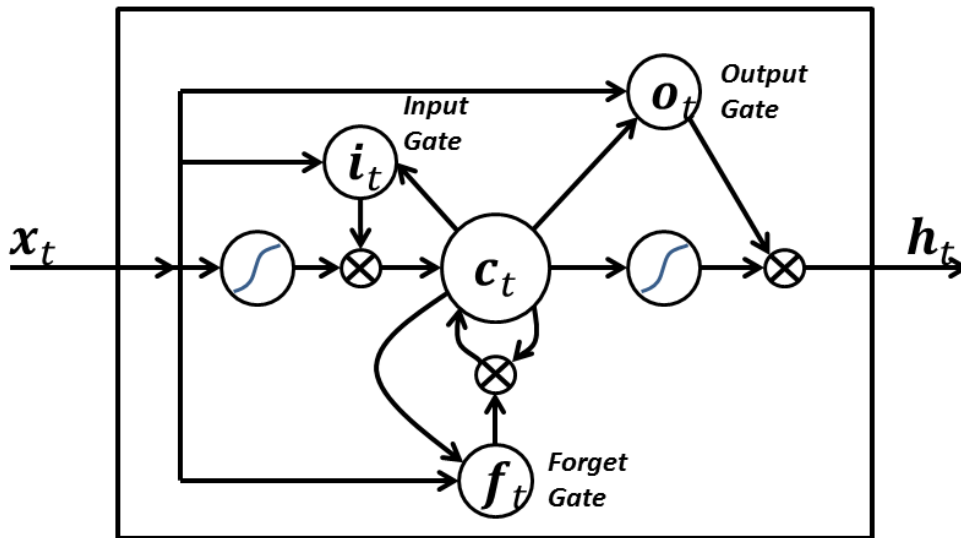 Input
Gate
i_t
o_t
Output
Gate
x_t
c_t
h_t
f_t
Forget
Gate